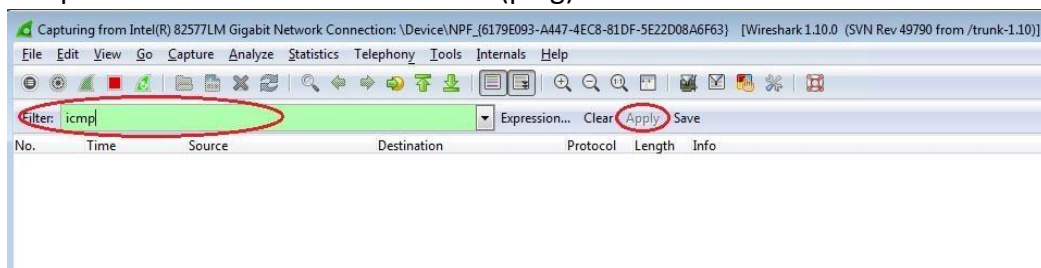 Capturing from Intel(R) 82577LM Gigabit Network Connection: \Device\NPF_{6179E093-A447-4EC8-81DF-5E22D08A6F63} [Wireshark 1.10.0 (SVN Rev 49790 from /trunk-1.10)]
File Edit View Go Capture Analyze Statistics Telephony Tools Internals Help
Filter: icmp Expression... Clear Apply Save
No. Time Source Destination Protocol Length Info